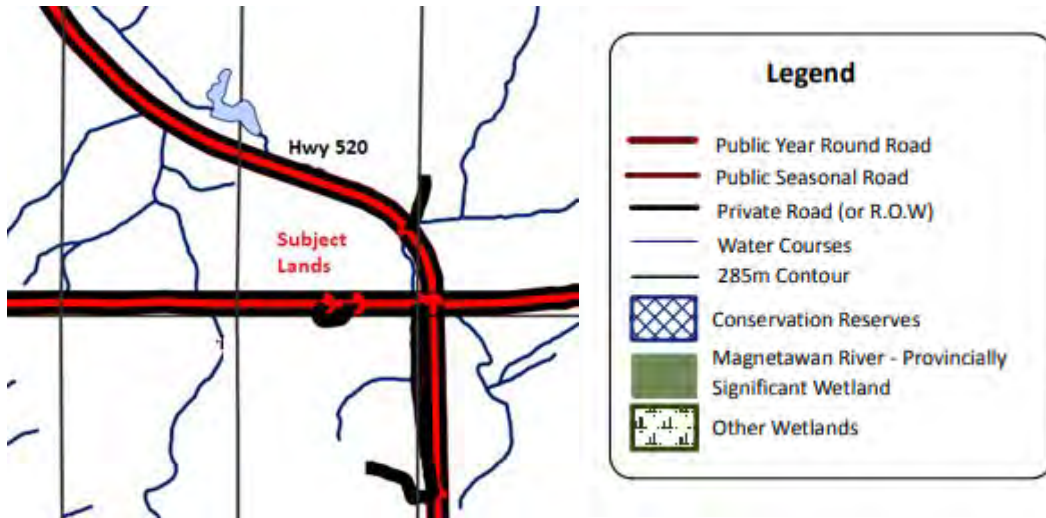 Hwy 520
Subject
Lands
Legend
Public Year Round Road
Public Seasonal Road
Private Road (or R.O.W)
Water Courses
285m Contour
Conservation Reserves
Magnetawan River - Provincially
Significant Wetland
Other Wetlands